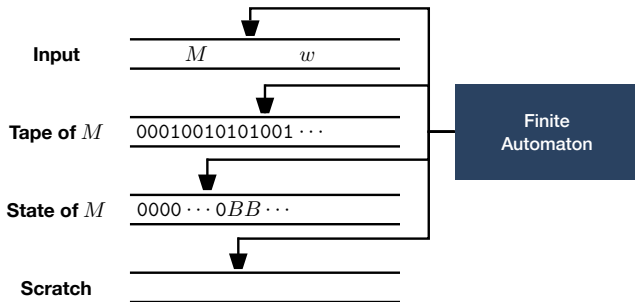 Input M w
Tape of M 00010010101001 ···
State of M 0000 ··· 0BB ···
Scratch
Finite
Automaton